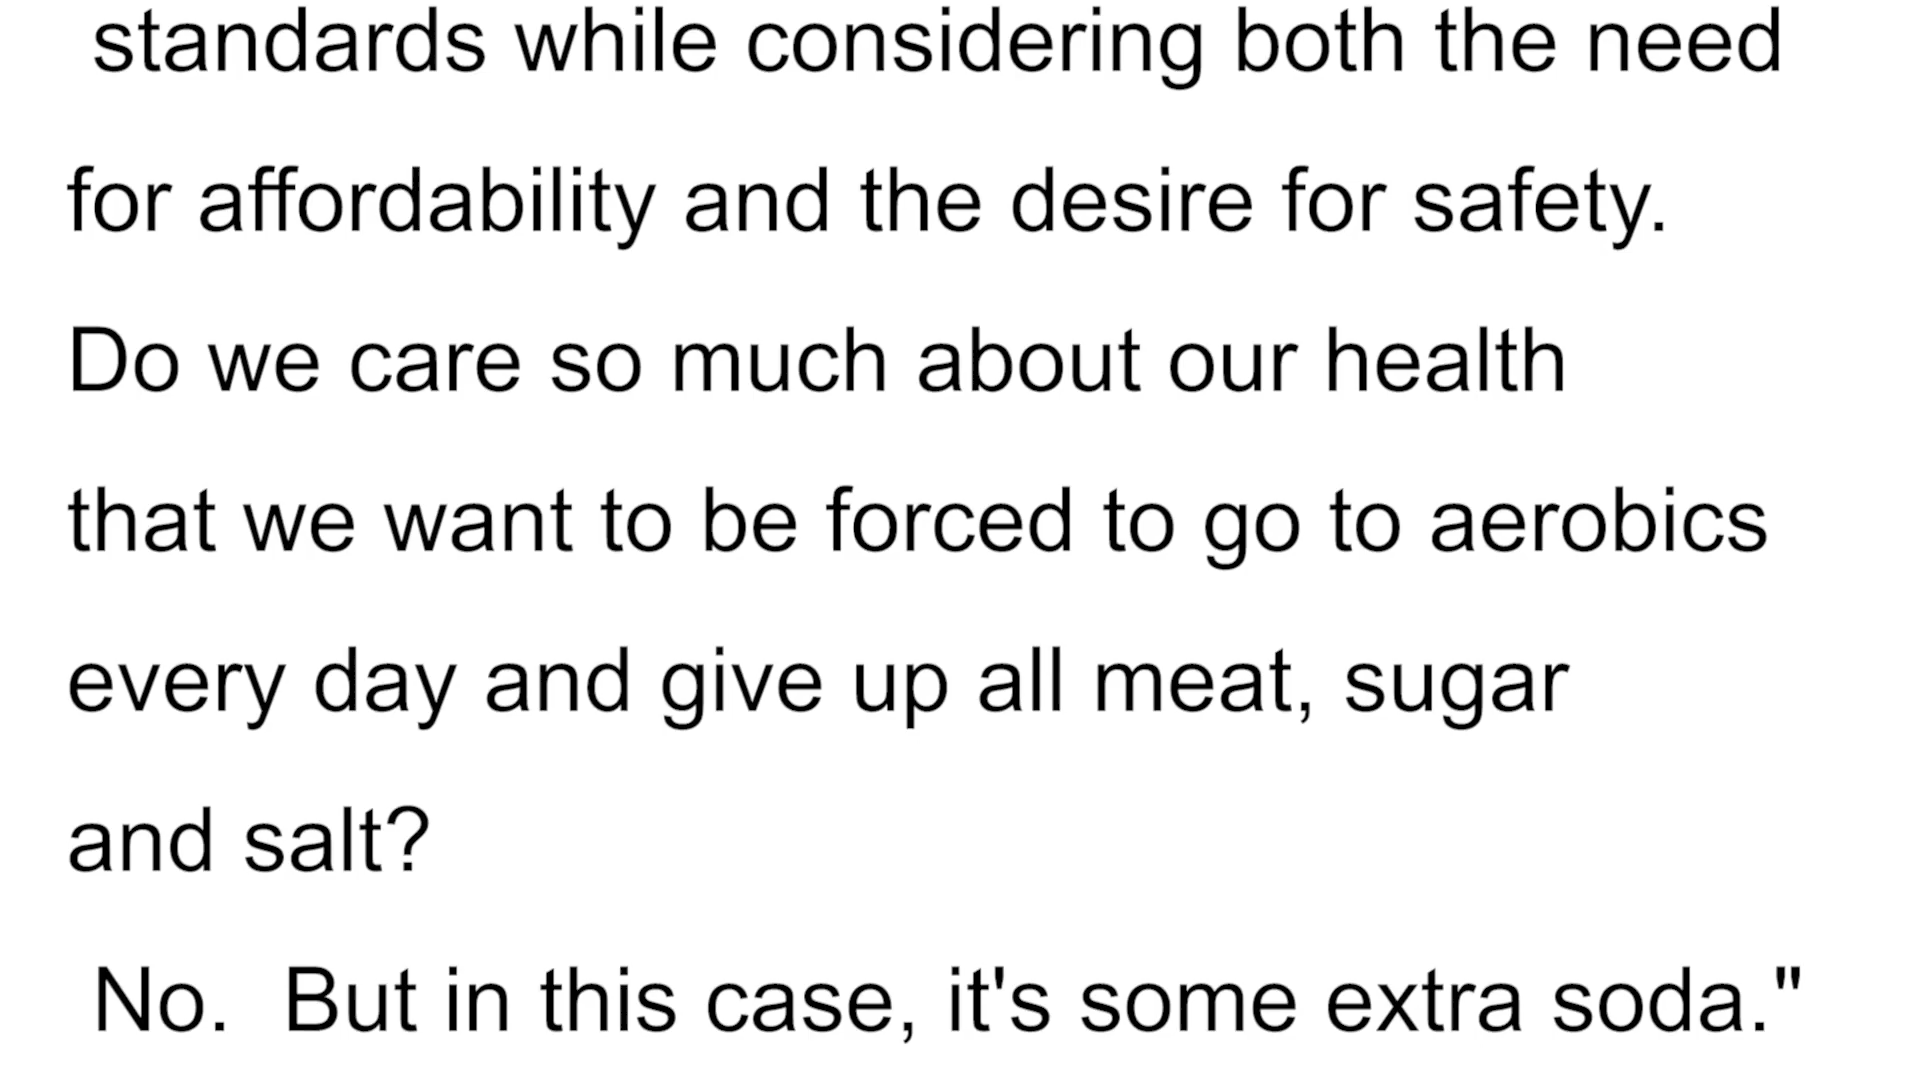 standards while considering both the need
for affordability and the desire for safety.
Do we care so much about our health
that we want to be forced to go to aerobics
every day and give up all meat, sugar
and salt?
No.  But in this case, it's some extra soda."